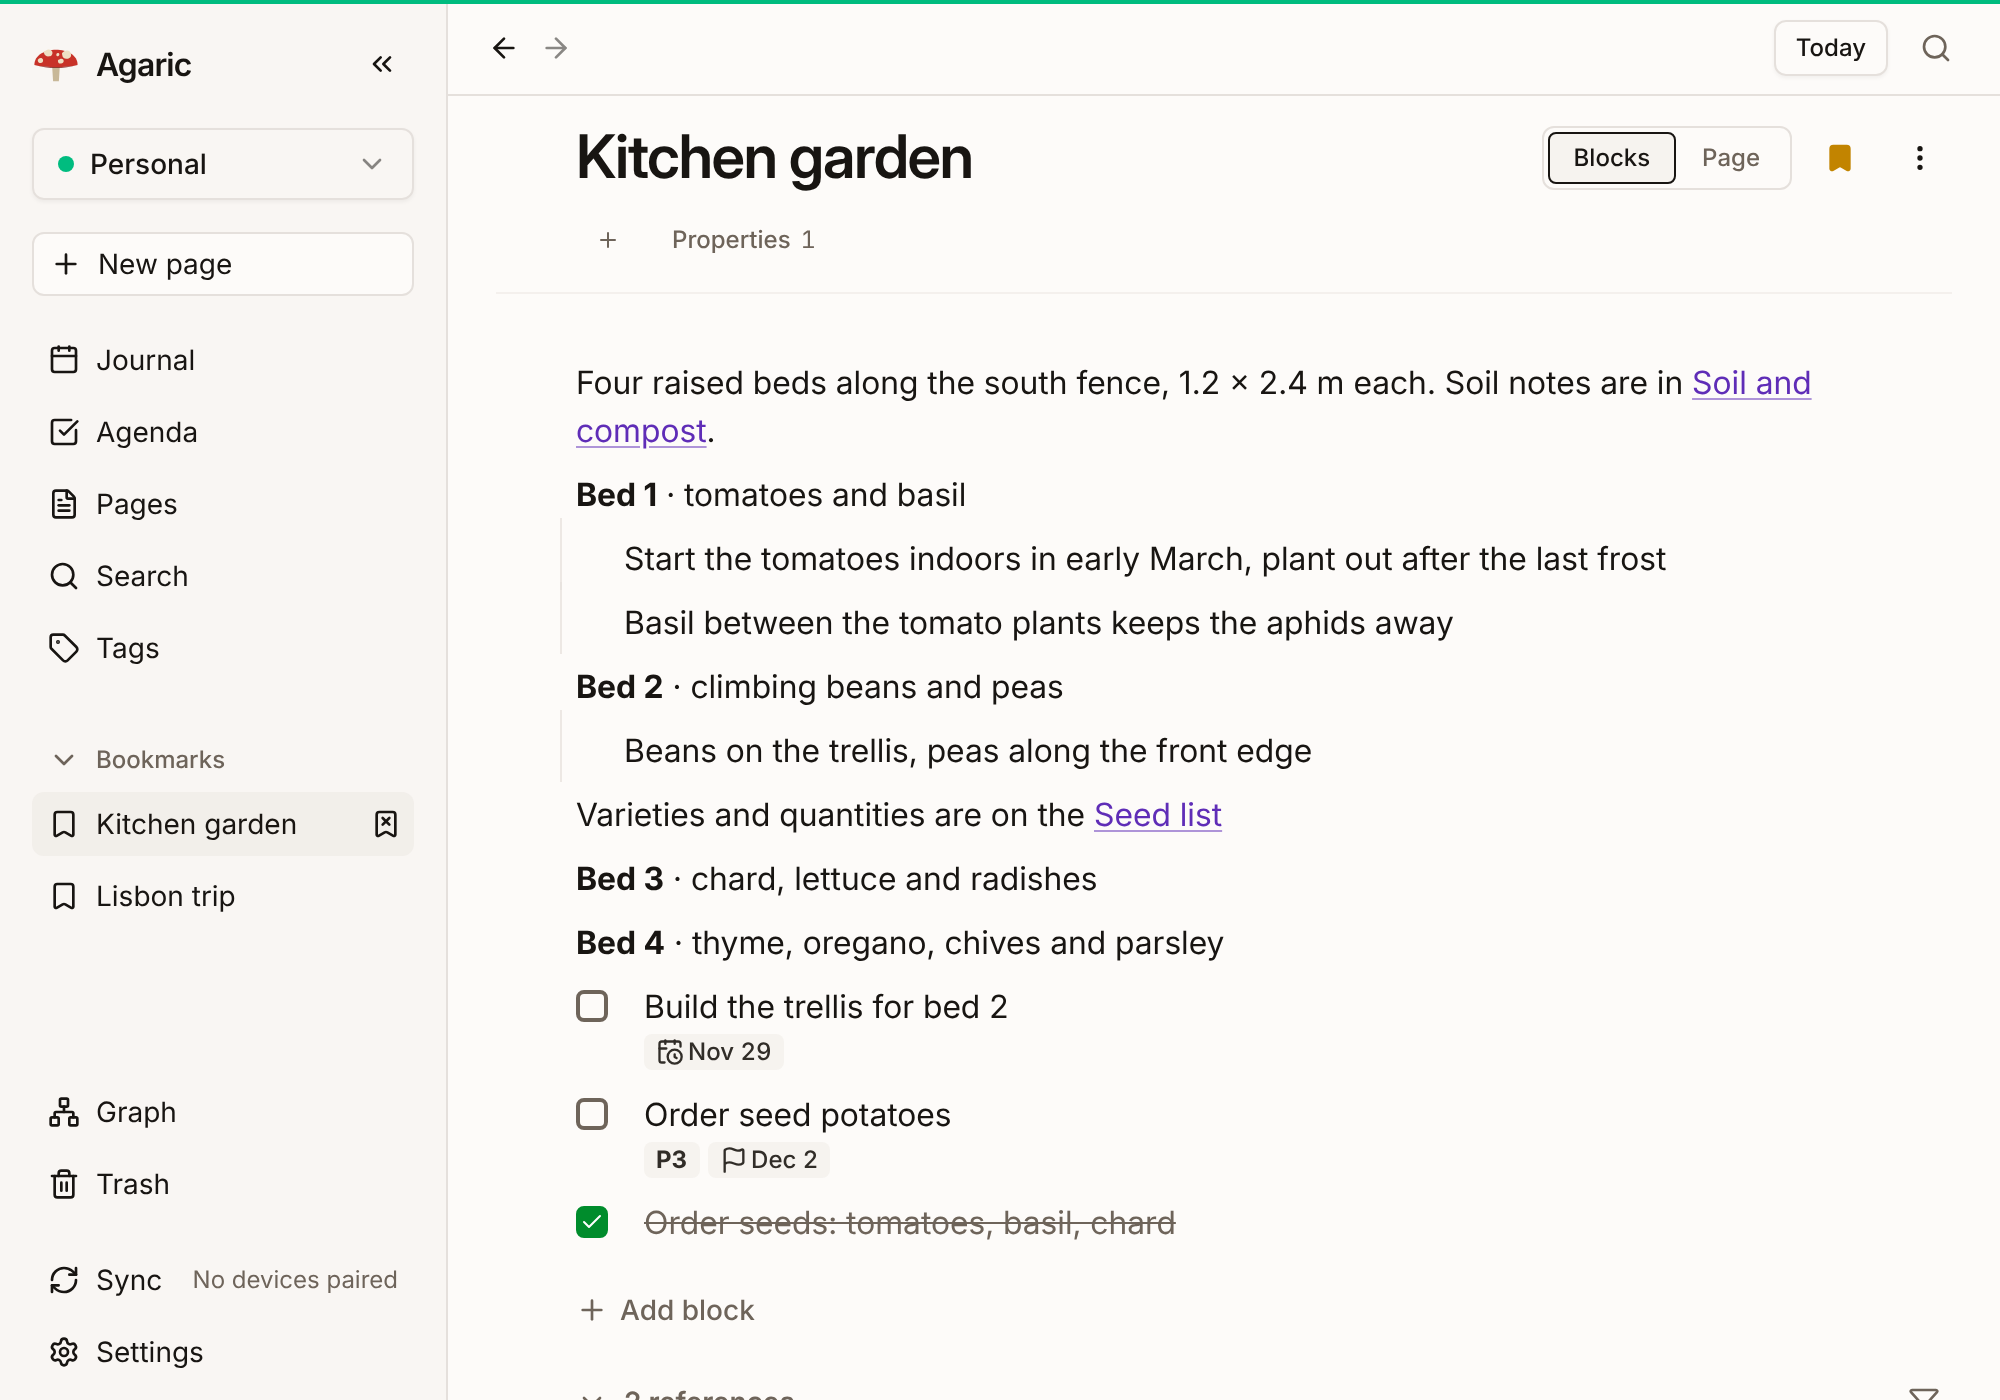 Agaric
Personal
New page
Journal
Agenda
Pages
Search
Tags
Bookmarks
Kitchen garden
Lisbon trip
Graph
Trash
Sync No devices paired
Settings
Today
Kitchen garden
Blocks Page
Properties 1
Four raised beds along the south fence, 1.2 × 2.4 m each. Soil notes are in Soil and
compost.
Bed 1 · tomatoes and basil
Start the tomatoes indoors in early March, plant out after the last frost
Basil between the tomato plants keeps the aphids away
Bed 2 · climbing beans and peas
Beans on the trellis, peas along the front edge
Varieties and quantities are on the Seed list
Bed 3 · chard, lettuce and radishes
Bed 4 · thyme, oregano, chives and parsley
Build the trellis for bed 2
Nov 29
Order seed potatoes
P3 Dec 2
Order seeds: tomatoes, basil, chard
Add block
2 references